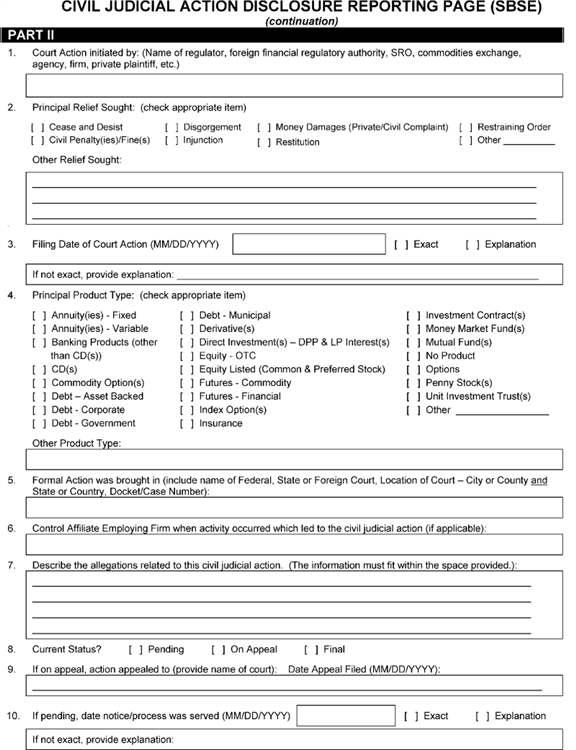 CIVIL JUDICIAL ACTION DISCLOSURE REPORTING PAGE (SBSE)
(continuation)
PART II
1. Court Action initiated by: (Name of regulator, foreign financial regulatory authority, SRO, commodities exchange,
agency, firm, private plaintiff, etc.)
2. Principal Relief Sought: (check appropriate item)
[ ] Cease and Desist [ ] Disgorgement [ ] Money Damages (Private/Civil Complaint) [ ] Restraining Order
[ ] Civil Penalty(ies)/Fine(s) [ ] Injunction [ ] Restitution [ ] Other ________
Other Relief Sought:
3. Filing Date of Court Action (MM/DD/YYYY) [ ] Exact [ ] Explanation
If not exact, provide explanation: ________
4. Principal Product Type: (check appropriate item)
[ ] Annuity(ies) - Fixed [ ] Debt - Municipal [ ] Investment Contract(s)
[ ] Annuity(ies) - Variable [ ] Derivative(s) [ ] Money Market Fund(s)
[ ] Banking Products (other [ ] Direct Investment(s) – DPP & LP Interest(s) [ ] Mutual Fund(s)
than CD(s)) [ ] Equity - OTC [ ] No Product
[ ] CD(s) [ ] Equity Listed (Common & Preferred Stock) [ ] Options
[ ] Commodity Option(s) [ ] Futures - Commodity [ ] Penny Stock(s)
[ ] Debt – Asset Backed [ ] Futures - Financial [ ] Unit Investment Trust(s)
[ ] Debt - Corporate [ ] Index Option(s) [ ] Other ________
[ ] Debt - Government [ ] Insurance
Other Product Type:
5. Formal Action was brought in (include name of Federal, State or Foreign Court, Location of Court – City or County and
State or Country, Docket/Case Number):
6. Control Affiliate Employing Firm when activity occurred which led to the civil judicial action (if applicable):
7. Describe the allegations related to this civil judicial action. (The information must fit within the space provided.):
8. Current Status? [ ] Pending [ ] On Appeal [ ] Final
9. If on appeal, action appealed to (provide name of court): Date Appeal Filed (MM/DD/YYYY):
10. If pending, date notice/process was served (MM/DD/YYYY) [ ] Exact [ ] Explanation
If not exact, provide explanation: